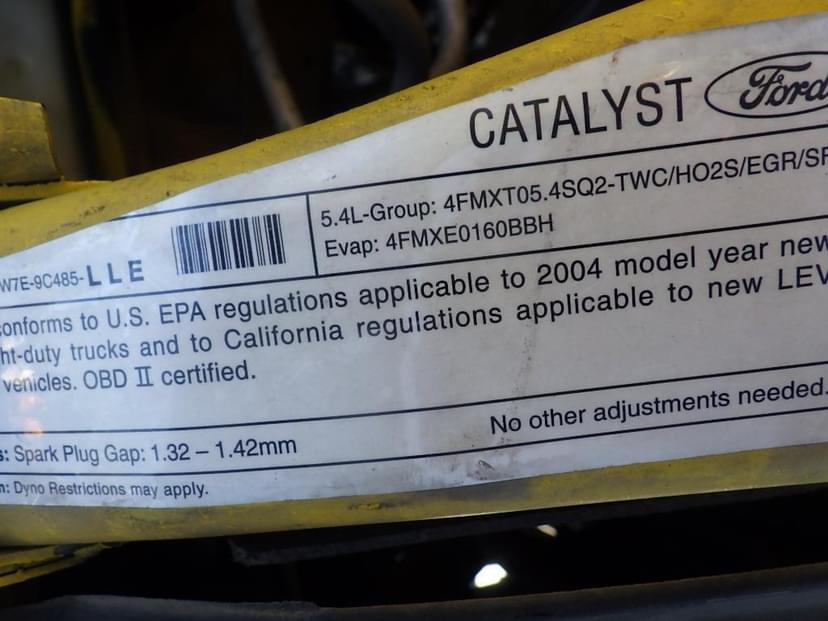 CATALYST Ford
5.4L-Group: 4FMXT05.4SQ2-TWC/HO2S/EGR/SF
Evap: 4FMXE0160BBH
W7E-9C485-LLE
onforms to U.S. EPA regulations applicable to 2004 model year new
ht-duty trucks and to California regulations applicable to new LEV
vehicles. OBD II certified.
s: Spark Plug Gap: 1.32 – 1.42mm
No other adjustments needed.
n: Dyno Restrictions may apply.